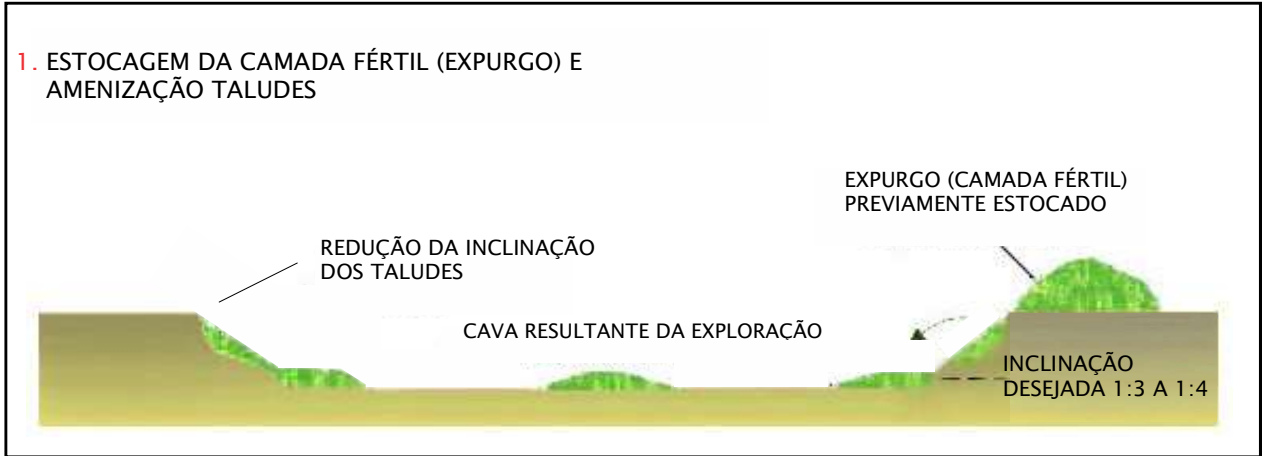 1. ESTOCAGEM DA CAMADA FÉRTIL (EXPURGO) E
AMENIZAÇÃO TALUDES
EXPURGO (CAMADA FÉRTIL)
PREVIAMENTE ESTOCADO
REDUÇÃO DA INCLINAÇÃO
DOS TALUDES
CAVA RESULTANTE DA EXPLORAÇÃO
INCLINAÇÃO
DESEJADA 1:3 A 1:4